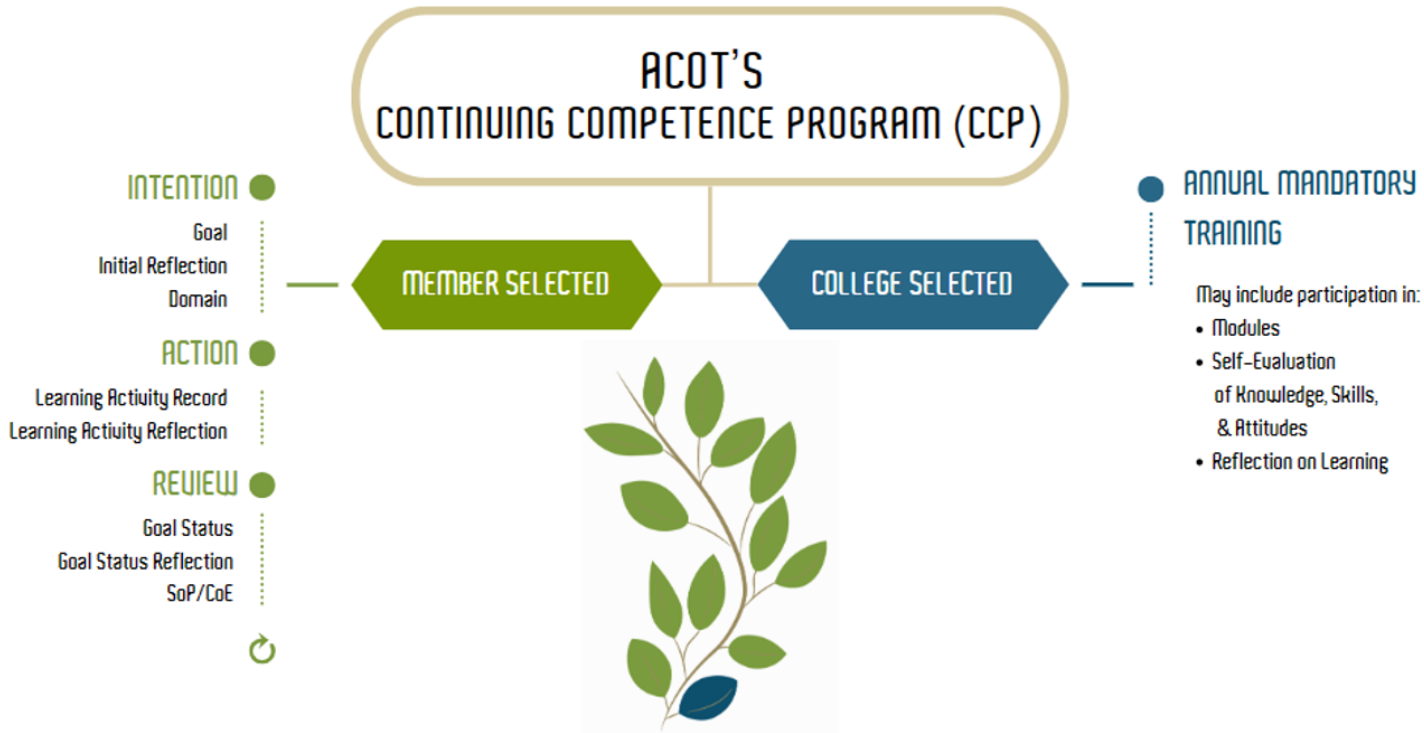 ACOT'S
CONTINUING COMPETENCE PROGRAM (CCP)
MEMBER SELECTED
COLLEGE SELECTED
INTENTION
Goal
Initial Reflection
Domain
ACTION
Learning Activity Record
Learning Activity Reflection
REVIEW
Goal Status
Goal Status Reflection
SoP/CoE
ANNUAL MANDATORY
TRAINING
May include participation in:
• Modules
• Self-Evaluation
of Knowledge, Skills,
& Attitudes
• Reflection on Learning